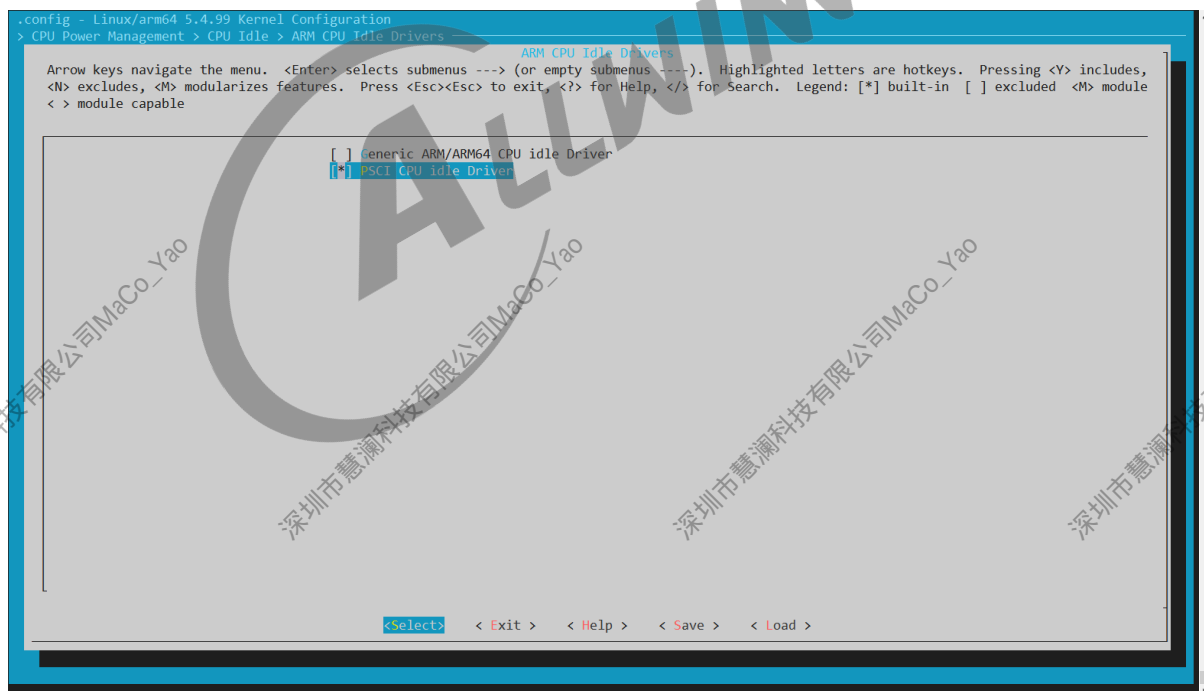 .config - Linux/arm64 5.4.99 Kernel Configuration
> CPU Power Management > CPU Idle > ARM CPU Idle Drivers
ARM CPU Idle Drivers
Arrow keys navigate the menu. <Enter> selects submenus ---> (or empty submenus ----). Highlighted letters are hotkeys. Pressing <Y> includes,
<N> excludes, <M> modularizes features. Press <Esc><Esc> to exit, <?> for Help, </> for Search. Legend: [*] built-in [ ] excluded <M> module
< > module capable
[ ] Generic ARM/ARM64 CPU idle Driver
[*] PSCI CPU idle Driver
ALLWIN
深圳市慧澜科技有限公司MaCo_Yao
深圳市慧澜科技有限公司MaCo_Yao
科技有限公司MaCo_Yao
深圳市慧澜科技
<Select> < Exit > < Help > < Save > < Load >